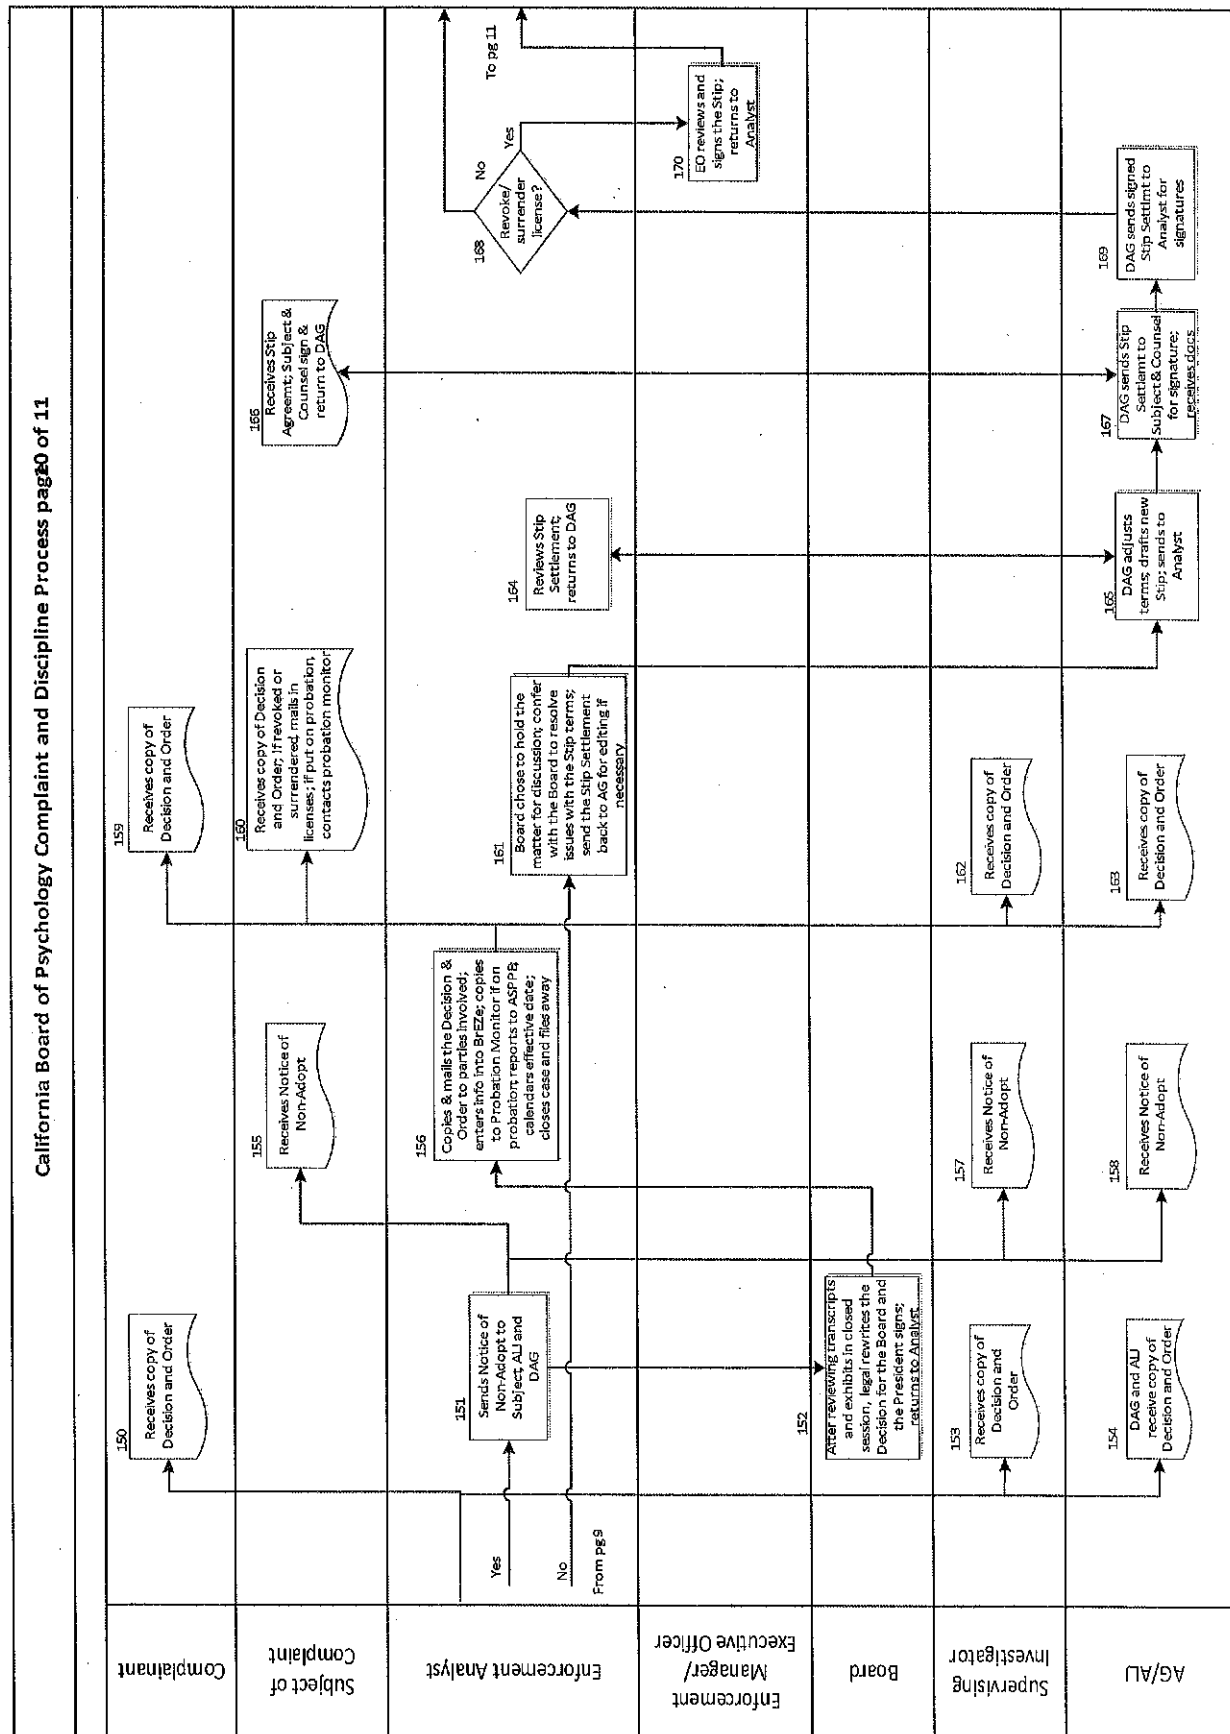 California Board of Psychology Complaint and Discipline Process page10 of 11
Complainant
150
Receives copy of
Decision and Order
159
Receives copy of
Decision and Order
Subject of
Complaint
155
Receives Notice of
Non-Adopt
160
Receives copy of Decision
and Order; if revoked or
surrendered, mails in
licenses; if put on probation,
contacts probation monitor
166
Receives Stip
Agreemt; Subject &
Counsel sign &
return to DAG
Enforcement Analyst
Yes
No
From pg 9
151
Sends Notice of
Non-Adopt to
Subject, ALJ and
DAG
156
Copies & mails the Decision &
Order to parties involved;
enters info into BrEZe; copies
to Probation Monitor if on
probation; reports to ASPPB;
calendars effective date;
closes case and files away
161
Board chose to hold the
matter for discussion; confer
with the Board to resolve
issues with the Stip terms;
send the Stip Settlement
back to AG for editing if
necessary
164
Reviews Stip
Settlement;
returns to DAG
168
Revoke/
surrender
license?
No
Yes
To pg 11
Enforcement
Manager/
Executive Officer
170
EO reviews and
signs the Stip;
returns to
Analyst
Board
152
After reviewing transcripts
and exhibits in closed
session, legal rewrites the
Decision for the Board and
the President signs;
returns to Analyst
Supervising
Investigator
153
Receives copy of
Decision and
Order
157
Receives Notice of
Non-Adopt
162
Receives copy of
Decision and Order
AG/ALJ
154
DAG and ALJ
receive copy of
Decision and Order
158
Receives Notice of
Non-Adopt
163
Receives copy of
Decision and Order
165
DAG adjusts
terms; drafts new
Stip; sends to
Analyst
167
DAG sends Stip
Settlemt to
Subject & Counsel
for signature;
receives docs
169
DAG sends signed
Stip Settlmt to
Analyst for
signatures